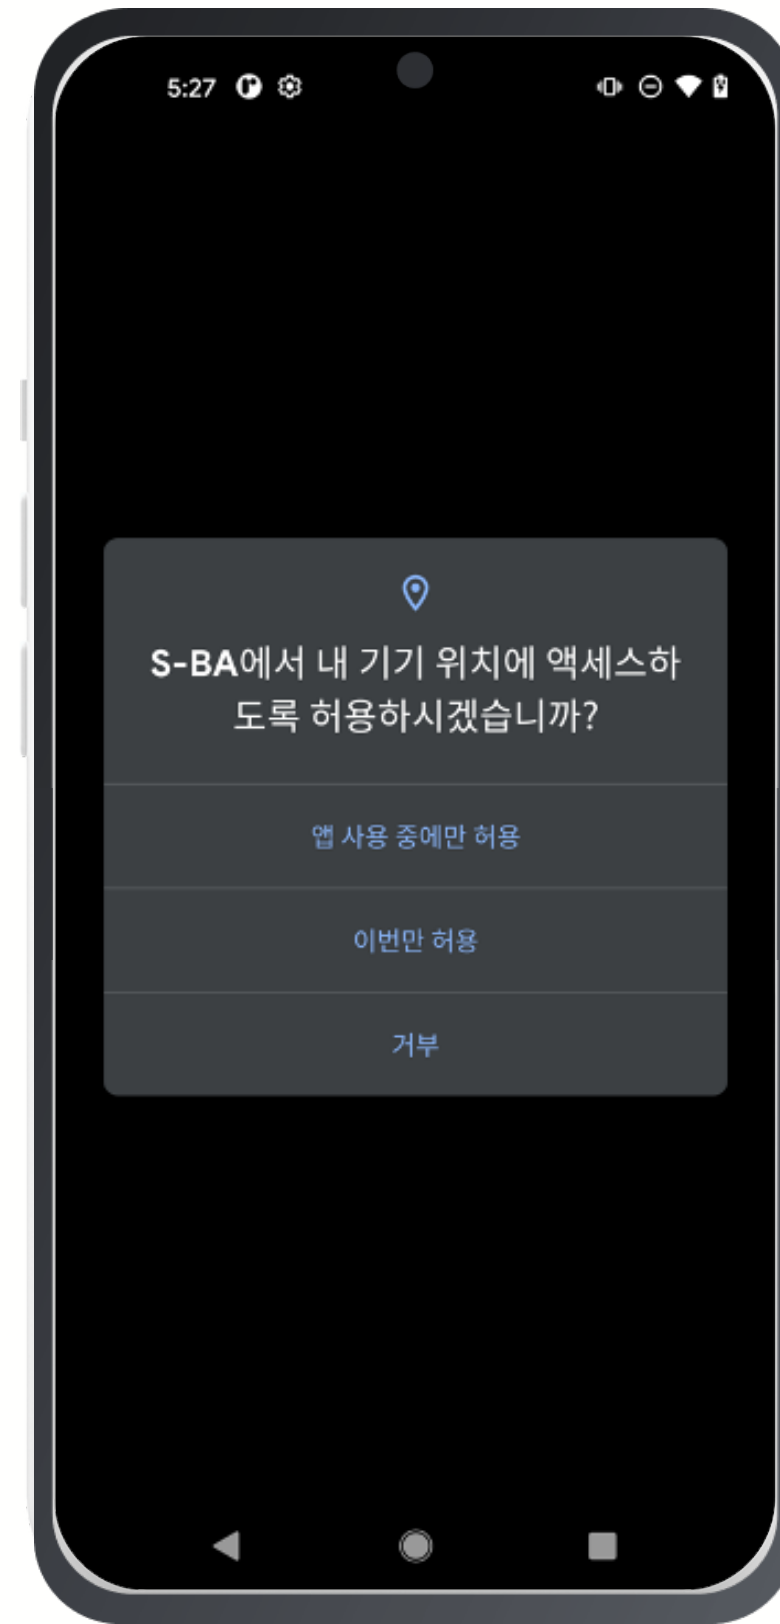 5:27
S-BA에서 내 기기 위치에 액세스하
도록 허용하시겠습니까?
앱 사용 중에만 허용
이번만 허용
거부